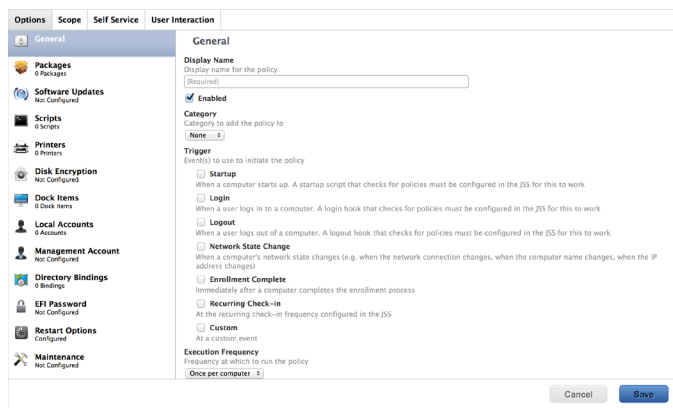 Options Scope Self Service User Interaction
General
Packages
0 Packages
Software Updates
Not Configured
Scripts
0 Scripts
Printers
0 Printers
Disk Encryption
Not Configured
Dock Items
0 Dock Items
Local Accounts
0 Accounts
Management Account
Not Configured
Directory Bindings
0 Bindings
EFI Password
Not Configured
Restart Options
Configured
Maintenance
Not Configured
General
Display Name
Display name for the policy
[Required]
Enabled
Category
Category to add the policy to
None
Trigger
Event(s) to use to initiate the policy
Startup
When a computer starts up. A startup script that checks for policies must be configured in the JSS for this to work
Login
When a user logs in to a computer. A login hook that checks for policies must be configured in the JSS for this to work
Logout
When a user logs out of a computer. A logout hook that checks for policies must be configured in the JSS for this to work
Network State Change
When a computer's network state changes (e.g. when the network connection changes, when the computer name changes, when the IP
address changes)
Enrollment Complete
Immediately after a computer completes the enrollment process
Recurring Check-in
At the recurring check-in frequency configured in the JSS
Custom
At a custom event
Execution Frequency
Frequency at which to run the policy
Once per computer
Cancel Save